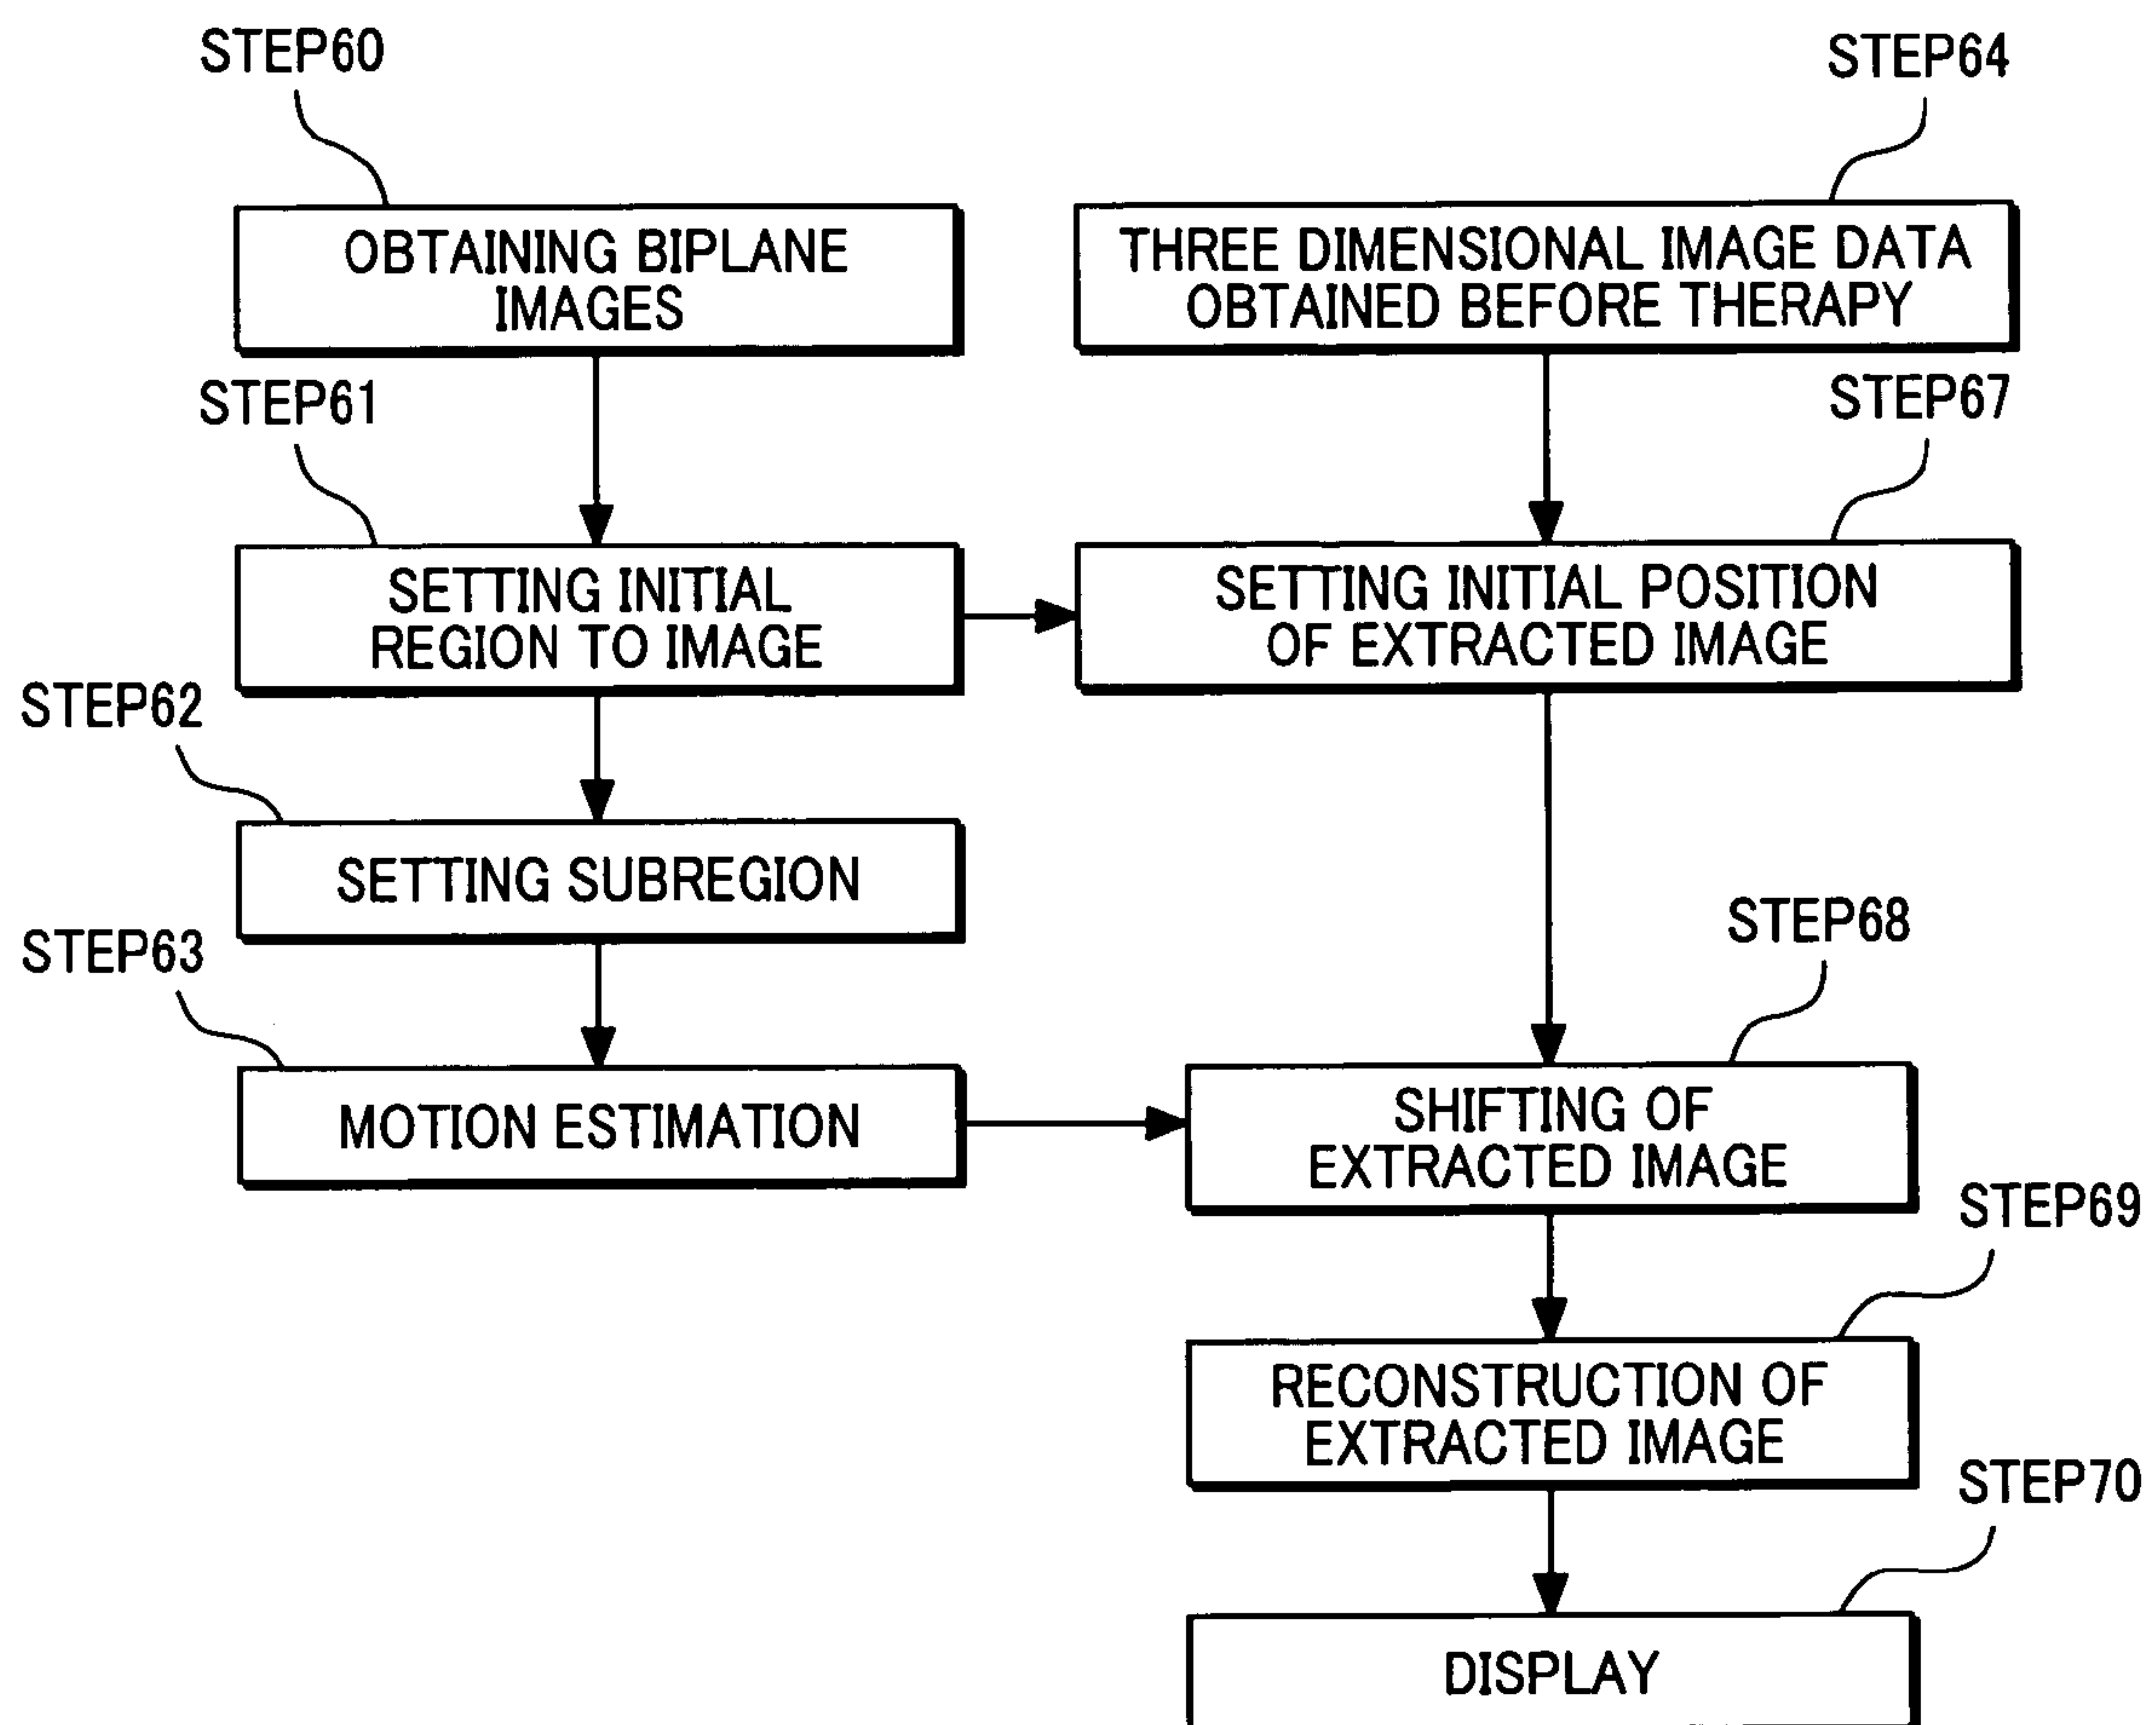 STEP60
OBTAINING BIPLANE
IMAGES
STEP64
THREE DIMENSIONAL IMAGE DATA
OBTAINED BEFORE THERAPY
STEP61
SETTING INITIAL
REGION TO IMAGE
STEP67
SETTING INITIAL POSITION
OF EXTRACTED IMAGE
STEP62
SETTING SUBREGION
STEP63
MOTION ESTIMATION
STEP68
SHIFTING OF
EXTRACTED IMAGE
STEP69
RECONSTRUCTION OF
EXTRACTED IMAGE
STEP70
DISPLAY